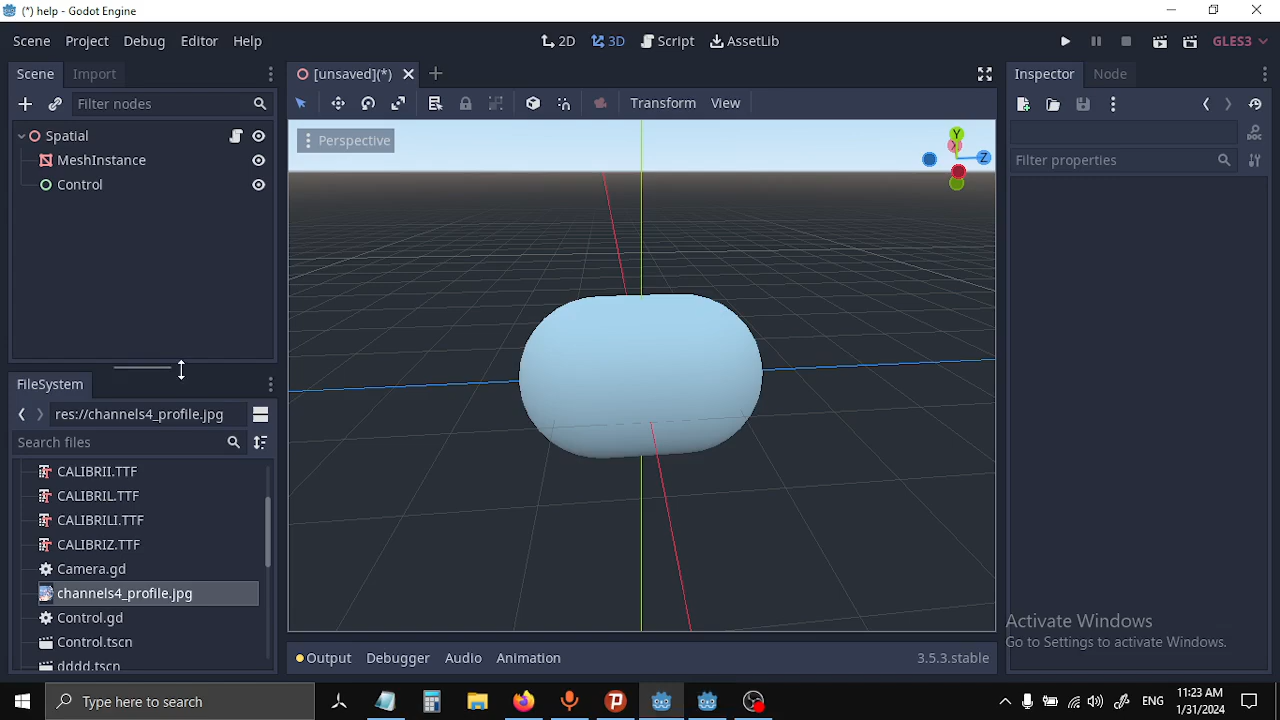 (*) help - Godot Engine
Scene Project Debug Editor Help
2D 3D Script AssetLib
GLES3
Scene Import
[unsaved](*)
Inspector Node
Filter nodes
Transform View
Spatial
MeshInstance
Control
Perspective
Y
X
Z
Filter properties
FileSystem
res://channels4_profile.jpg
Search files
CALIBRII.TTF
CALIBRIL.TTF
CALIBRILI.TTF
CALIBRIZ.TTF
Camera.gd
channels4_profile.jpg
Control.gd
Control.tscn
dddd.tscn
Output Debugger Audio Animation
3.5.3.stable
Activate Windows
Go to Settings to activate Windows.
Type here to search
ENG
11:23 AM
1/31/2024